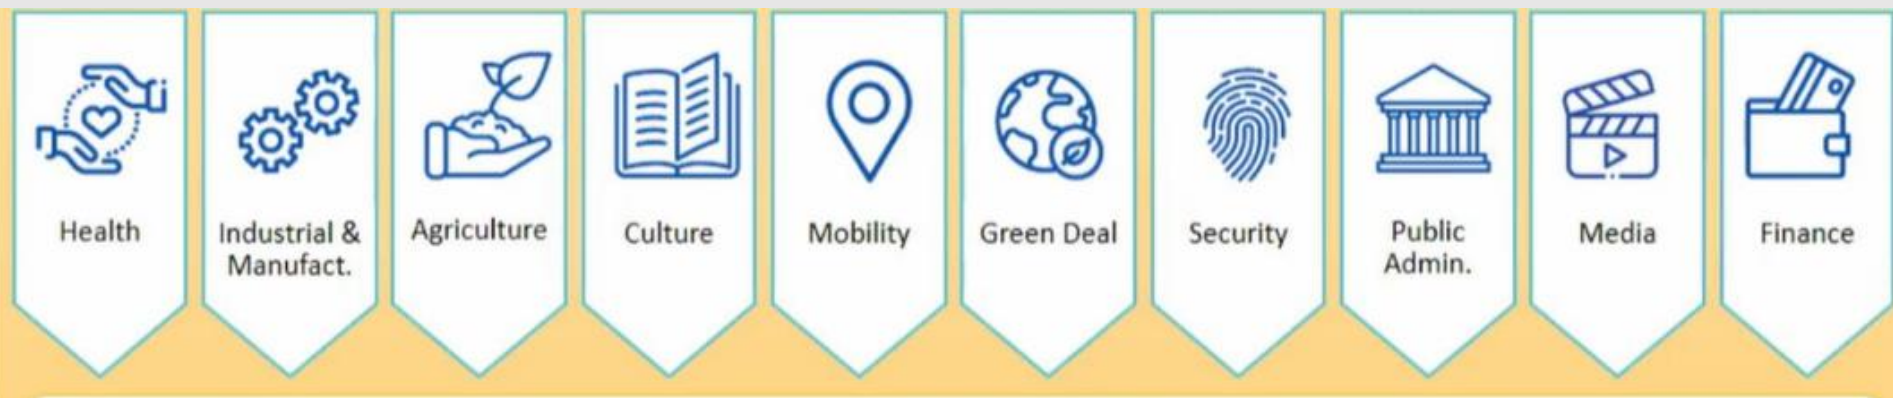 Health
Industrial &
Manufact.
Agriculture
Culture
Mobility
Green Deal
Security
Public
Admin.
Media
Finance